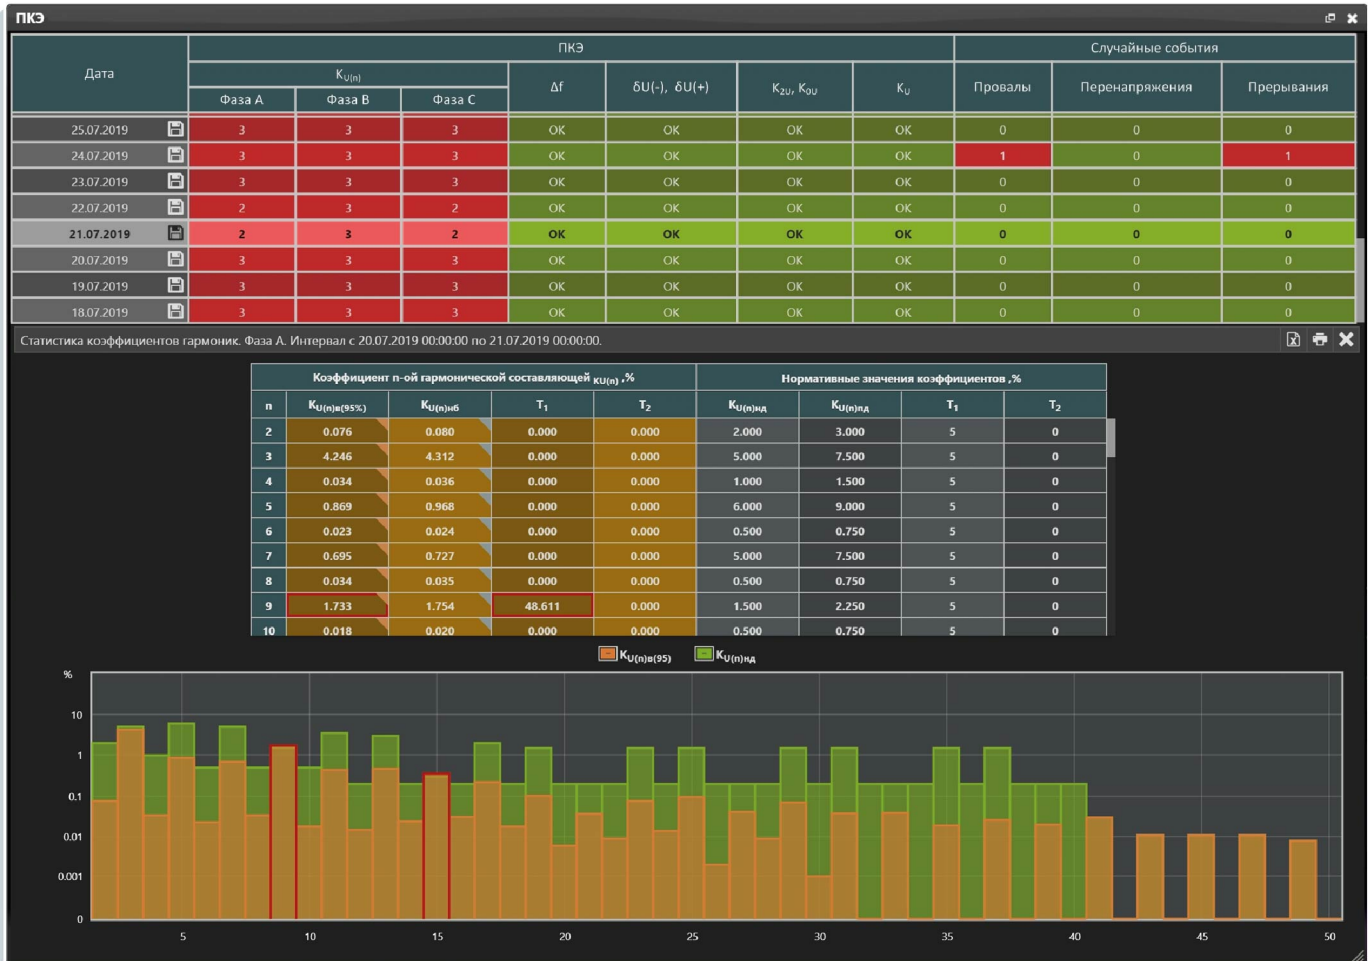 ПКЭ
Дата ПКЭ Случайные события
K U(n) Δf δU(-), δU(+) K2U, K0U KU Провалы Перенапряжения Прерывания
Фаза A Фаза B Фаза C
25.07.2019 3 3 3 OK OK OK OK 0 0 0
24.07.2019 3 3 3 OK OK OK OK 1 0 1
23.07.2019 3 3 3 OK OK OK OK 0 0 0
22.07.2019 2 3 2 OK OK OK OK 0 0 0
21.07.2019 2 3 2 OK OK OK OK 0 0 0
20.07.2019 3 3 3 OK OK OK OK 0 0 0
19.07.2019 3 3 3 OK OK OK OK 0 0 0
18.07.2019 3 3 3 OK OK OK OK 0 0 0
Статистика коэффициентов гармоник. Фаза А. Интервал с 20.07.2019 00:00:00 по 21.07.2019 00:00:00.
Коэффициент n-ой гармонической составляющей KU(n) ,% Нормативные значения коэффициентов ,%
n KU(n)в(95%) KU(n)нб T1 T2 KU(n)нд KU(n)пд T1 T2
2 0.076 0.080 0.000 0.000 2.000 3.000 5 0
3 4.246 4.312 0.000 0.000 5.000 7.500 5 0
4 0.034 0.036 0.000 0.000 1.000 1.500 5 0
5 0.869 0.968 0.000 0.000 6.000 9.000 5 0
6 0.023 0.024 0.000 0.000 0.500 0.750 5 0
7 0.695 0.727 0.000 0.000 5.000 7.500 5 0
8 0.034 0.035 0.000 0.000 0.500 0.750 5 0
9 1.733 1.754 48.611 0.000 1.500 2.250 5 0
10 0.018 0.020 0.000 0.000 0.500 0.750 5 0
KU(n)в(95) KU(n)нд
%
10
1
0.1
0.01
0.001
0
5 10 15 20 25 30 35 40 45 50